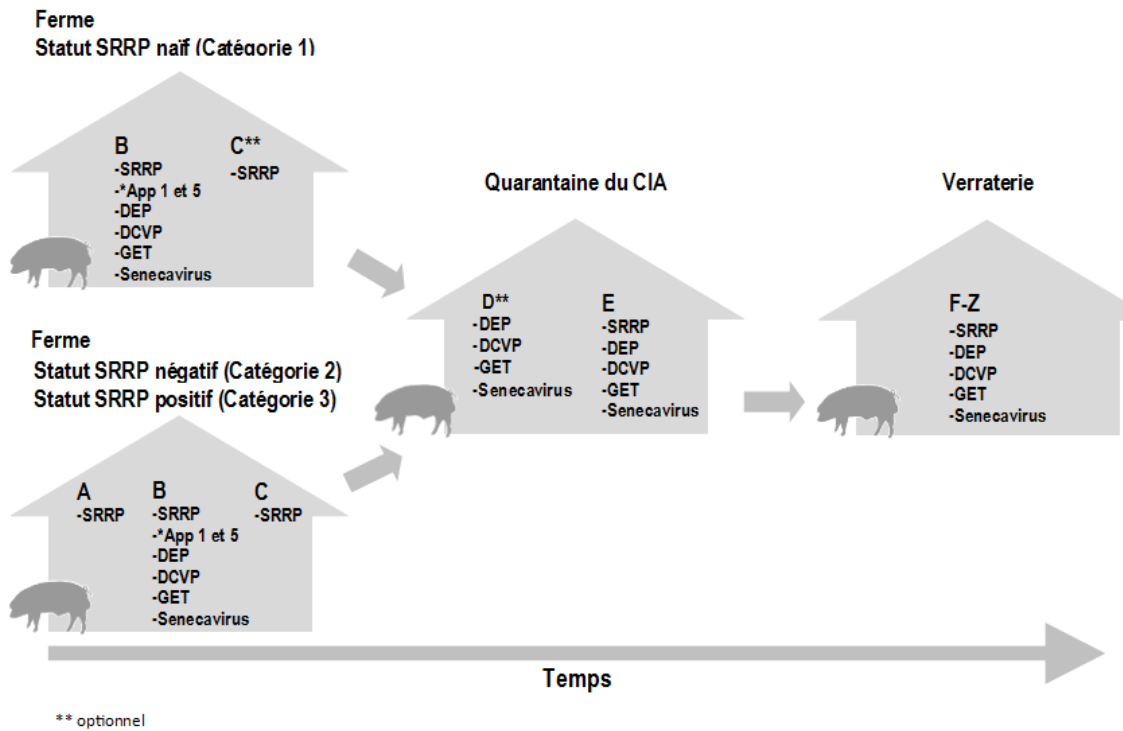 Ferme
Statut SRRP naïf (Catégorie 1)
B
-SRRP
-*App 1 et 5
-DEP
-DCVP
-GET
-Senecavirus
C**
-SRRP
Ferme
Statut SRRP négatif (Catégorie 2)
Statut SRRP positif (Catégorie 3)
A
-SRRP
B
-SRRP
-*App 1 et 5
-DEP
-DCVP
-GET
-Senecavirus
C
-SRRP
Quarantaine du CIA
D**
-DEP
-DCVP
-GET
-Senecavirus
E
-SRRP
-DEP
-DCVP
-GET
-Senecavirus
Verraterie
F-Z
-SRRP
-DEP
-DCVP
-GET
-Senecavirus
Temps
** optionnel